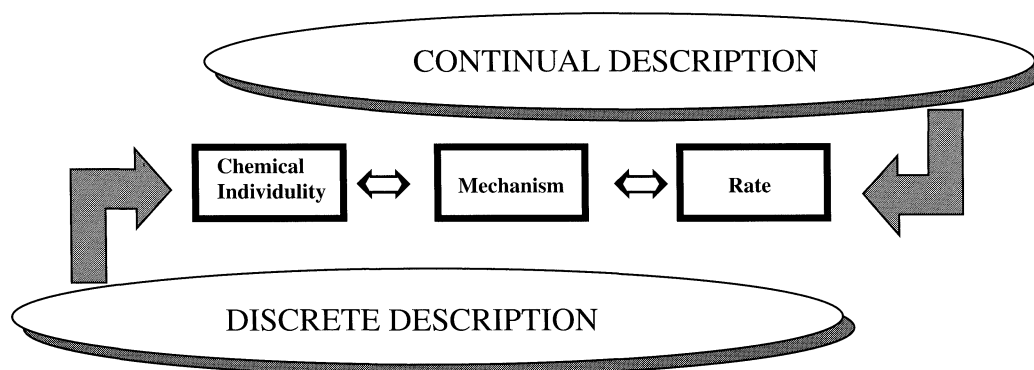 CONTINUAL DESCRIPTION
Chemical
Individulity
Mechanism
Rate
DISCRETE DESCRIPTION